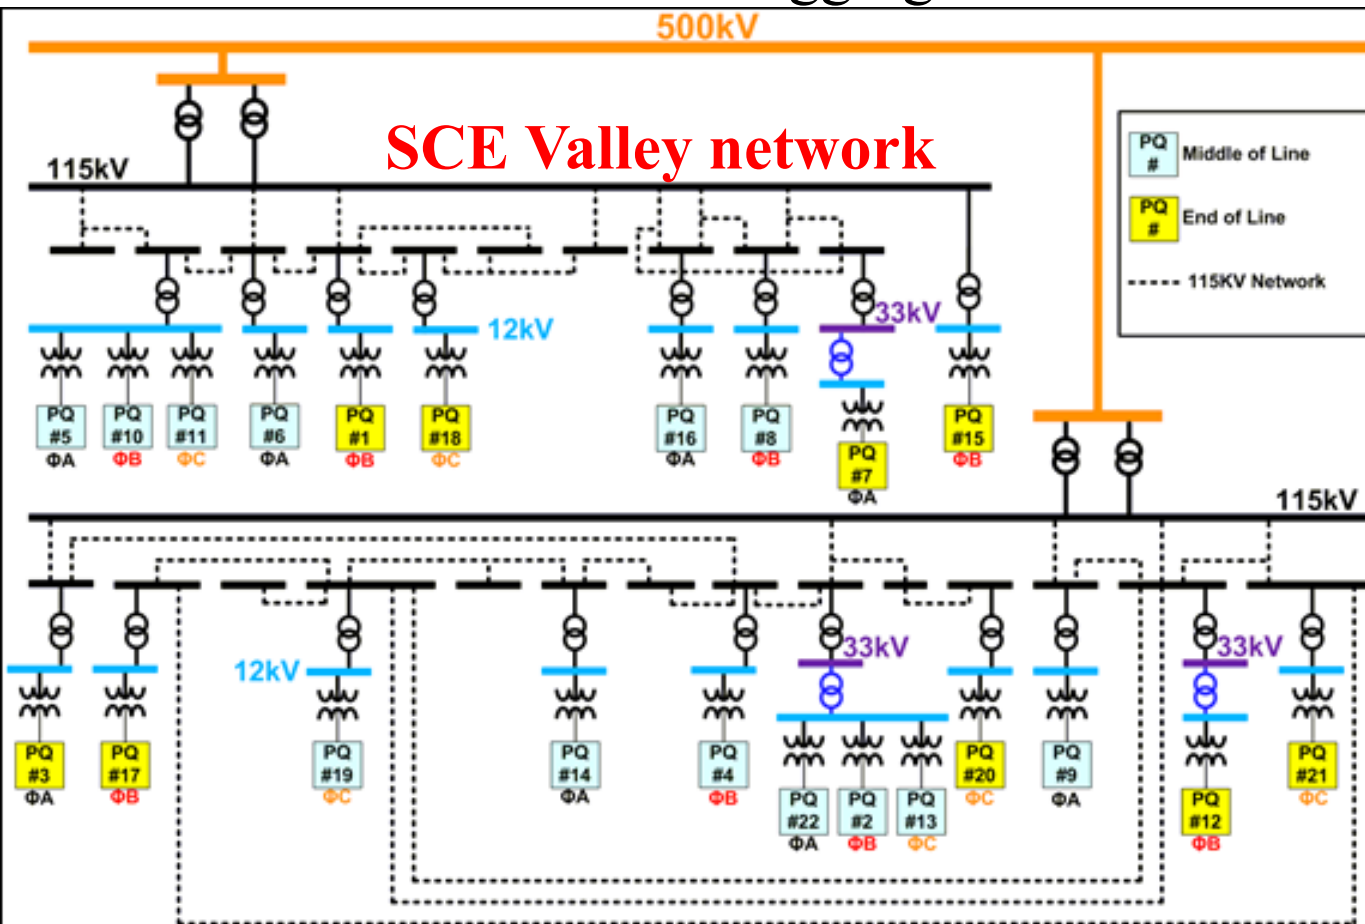 500kV
SCE Valley network
115kV
PQ # Middle of Line
PQ # End of Line
115KV Network
12kV
33kV
PQ #5 ΦA
PQ #10 ΦB
PQ #11 ΦC
PQ #6 ΦA
PQ #1 ΦB
PQ #18 ΦC
PQ #16 ΦA
PQ #8 ΦB
PQ #7 ΦA
PQ #15 ΦB
115kV
12kV
33kV
33kV
PQ #3 ΦA
PQ #17 ΦB
PQ #19 ΦC
PQ #14 ΦA
PQ #4 ΦB
PQ #22 ΦA
PQ #2 ΦB
PQ #13 ΦC
PQ #20 ΦC
PQ #9 ΦA
PQ #12 ΦB
PQ #21 ΦC